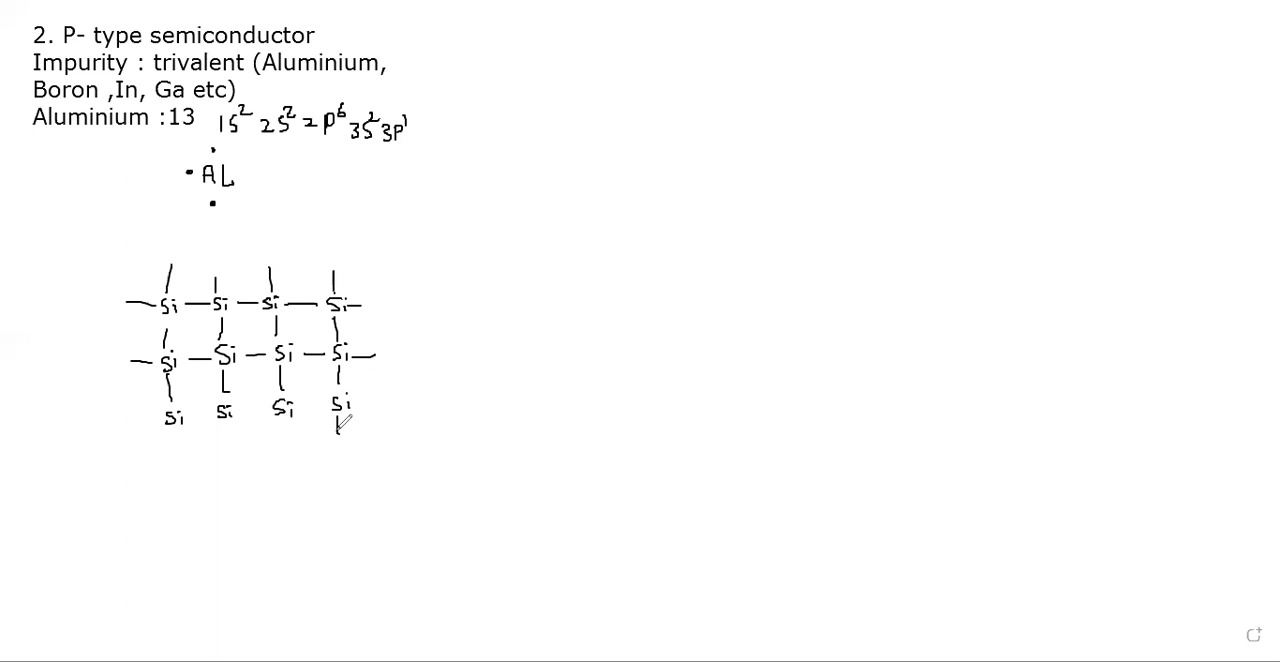 2. P- type semiconductor
Impurity : trivalent (Aluminium,
Boron ,In, Ga etc)
Aluminium :13 1s² 2s² 2p⁶ 3s² 3p¹
AL
Si Si Si Si
Si Si Si Si
Si Si Si Si